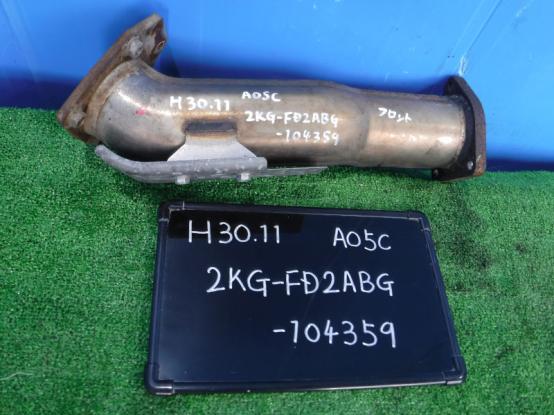 H30.11 A05C
2KG-FD2ABG
-104359
フロント
H30.11 A05C
2KG-FD2ABG
-104359